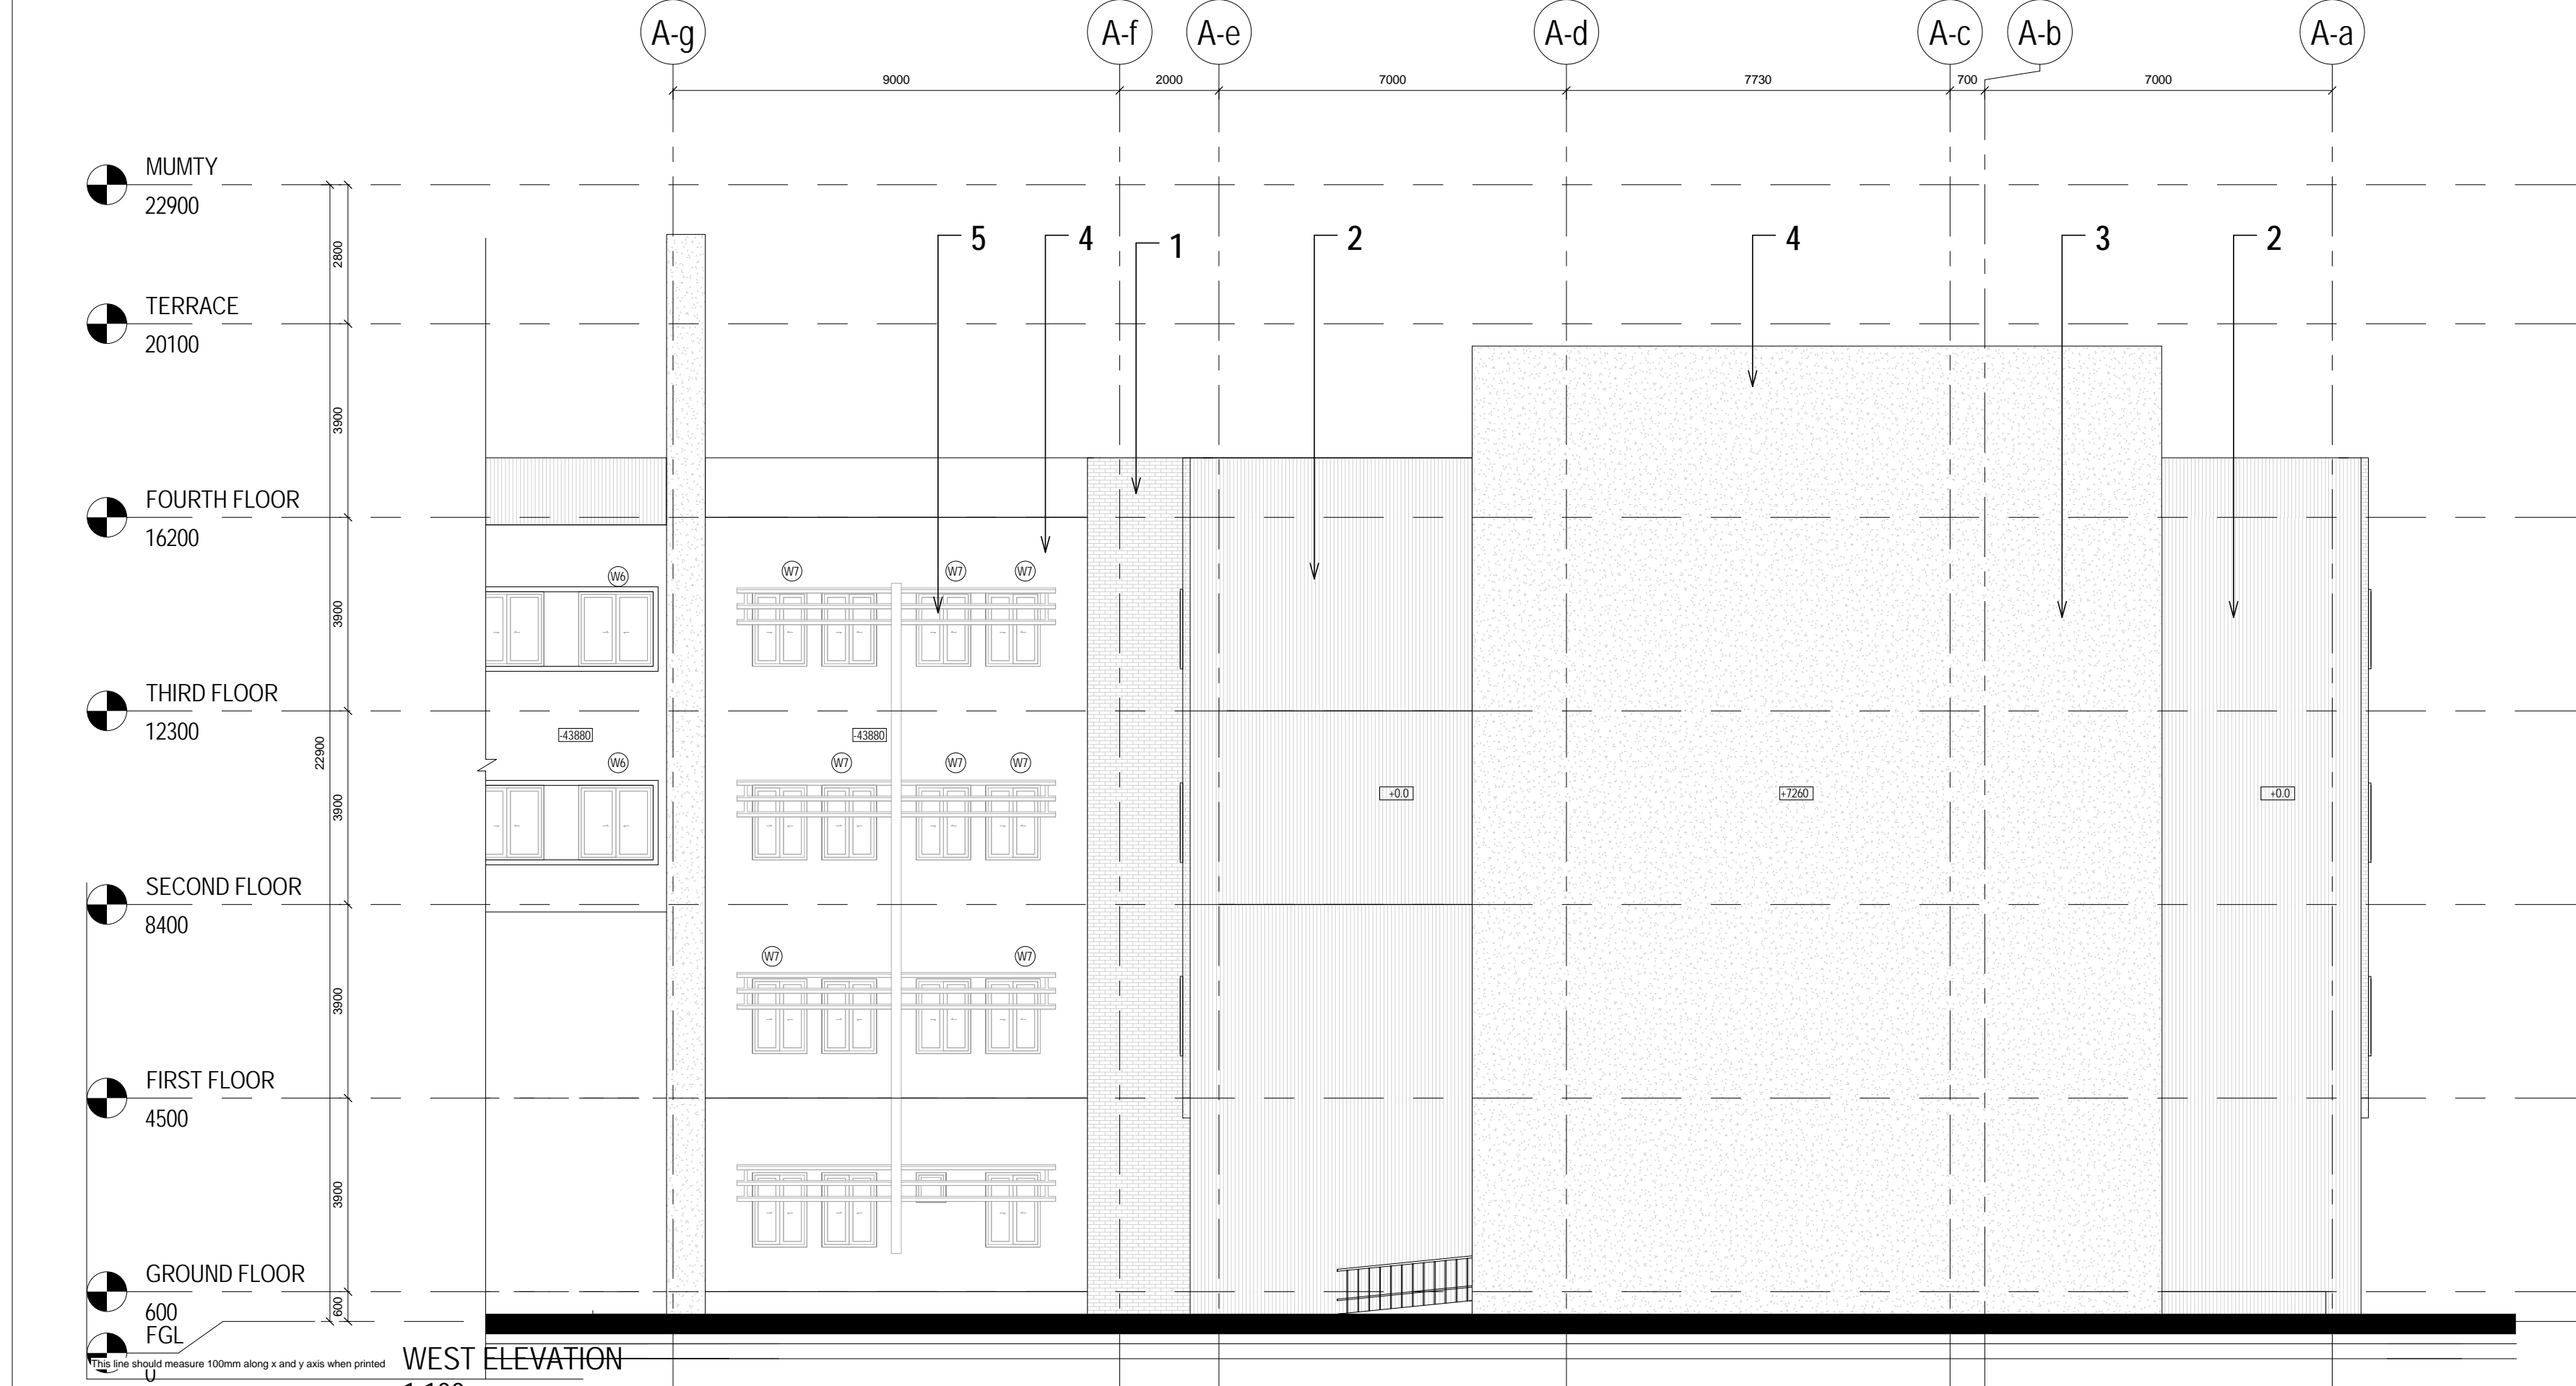 A-g A-f A-e A-d A-c A-b A-a
9000 2000 7000 7730 700 7000
MUMTY
22900
2800
5 4 1 2 4 3 2
TERRACE
20100
3900
FOURTH FLOOR
16200
W7 W7 W7
W6
3900
THIRD FLOOR
12300
-43880 -43880
22900
W6 W7 W7 W7
+0.0 +7260 +0.0
3900
SECOND FLOOR
8400
W7 W7
3900
FIRST FLOOR
4500
3900
GROUND FLOOR
600
600
FGL
0
This line should measure 100mm along x and y axis when printed
WEST ELEVATION